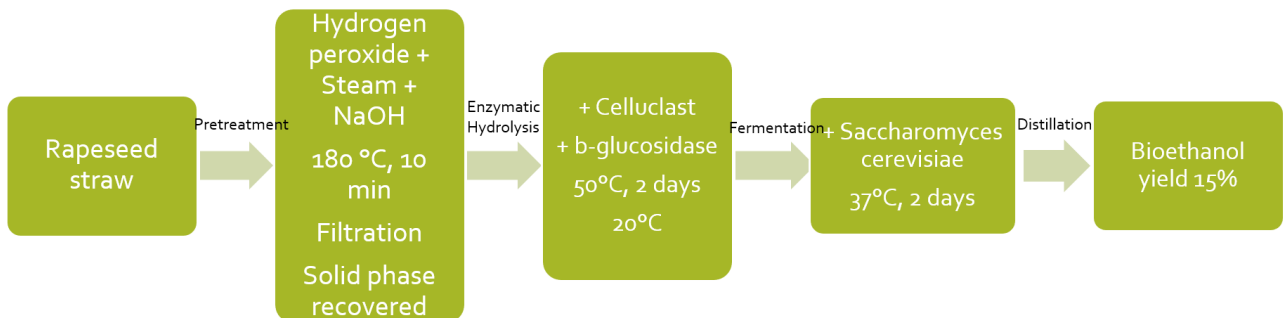 Rapeseed
straw
Pretreatment
Hydrogen
peroxide +
Steam +
NaOH
180 °C, 10
min
Filtration
Solid phase
recovered
Enzymatic
Hydrolysis
+ Celluclast
+ b-glucosidase
50°C, 2 days
20°C
Fermentation
+ Saccharomyces
cerevisiae
37°C, 2 days
Distillation
Bioethanol
yield 15%